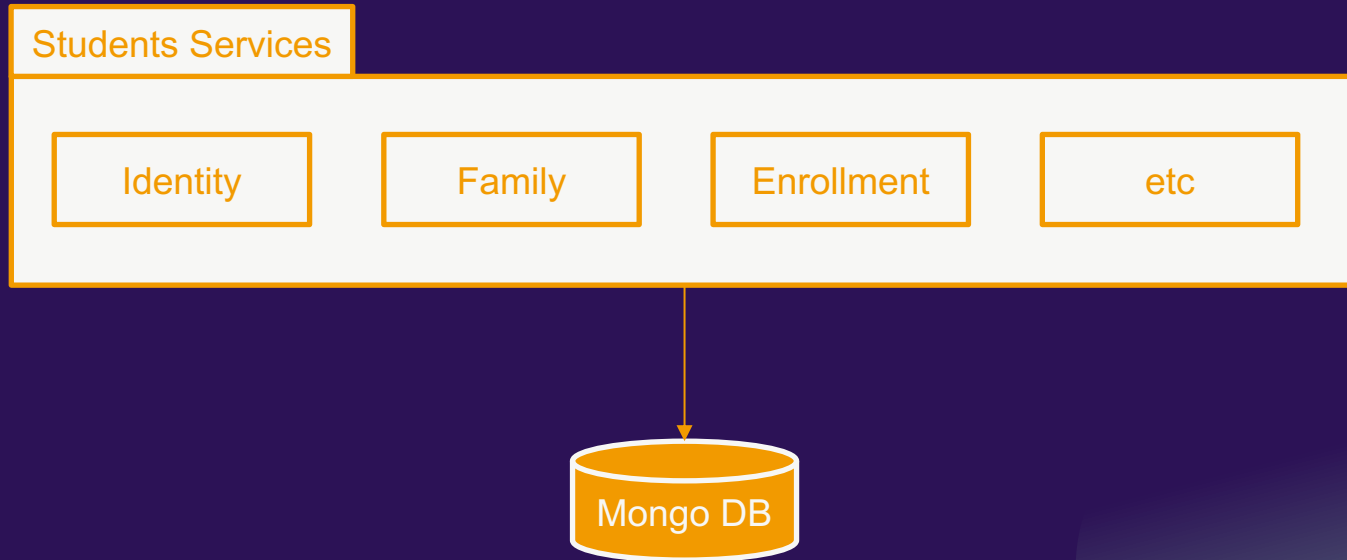 Students Services
Identity
Family
Enrollment
etc
Mongo DB